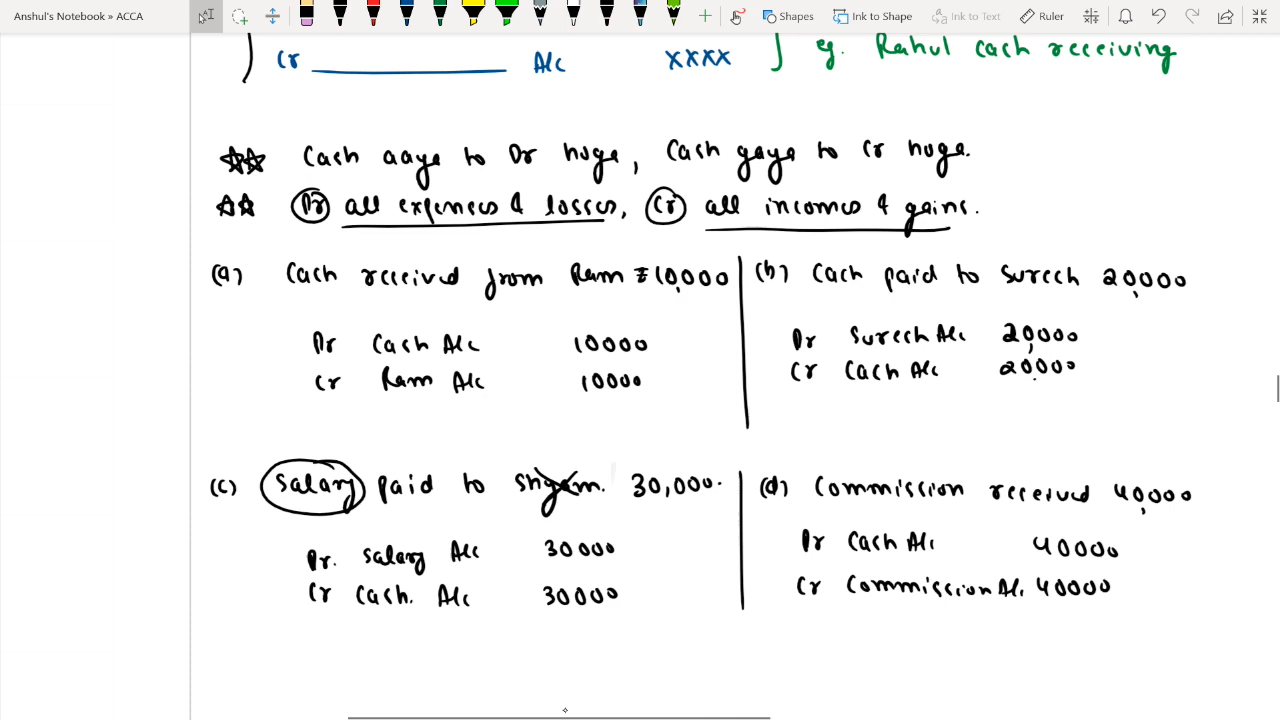 Anshul's Notebook » ACCA
Shapes Ink to Shape Ink to Text Ruler
Cr A/c xxxx eg. Rahul cash receiving
Cash aaye to Dr hoga, Cash gaya to Cr hoga.
Dr all expenses & losses, Cr all incomes & gains.
(a) Cash received from Ram ₹10,000
Dr Cash A/c 10000
Cr Ram A/c 10000
(b) Cash paid to Suresh 20,000
Dr Suresh A/c 20,000
Cr Cash A/c 20,000
(c) Salary paid to Shyam. 30,000.
Dr. Salary A/c 30000
Cr Cash. A/c 30000
(d) Commission received 40,000
Dr Cash A/c 40000
Cr Commission A/c 40000